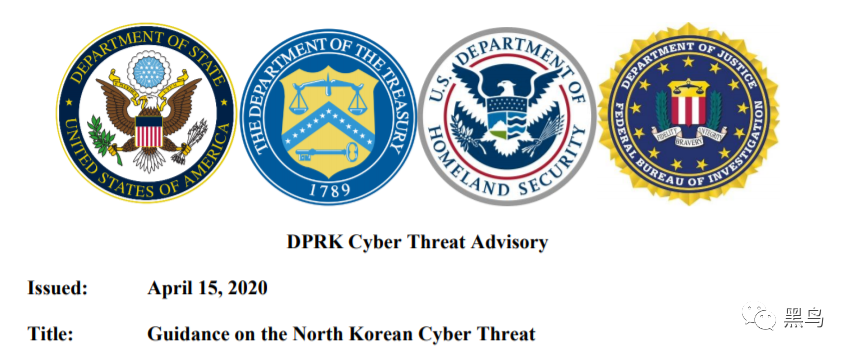 DEPARTMENT OF STATE
UNITED STATES OF AMERICA
THE DEPARTMENT OF THE TREASURY
1789
U.S. DEPARTMENT OF
HOMELAND SECURITY
DEPARTMENT OF JUSTICE
FEDERAL BUREAU OF INVESTIGATION
FIDELITY BRAVERY INTEGRITY
DPRK Cyber Threat Advisory
Issued: April 15, 2020
Title: Guidance on the North Korean Cyber Threat
黑鸟